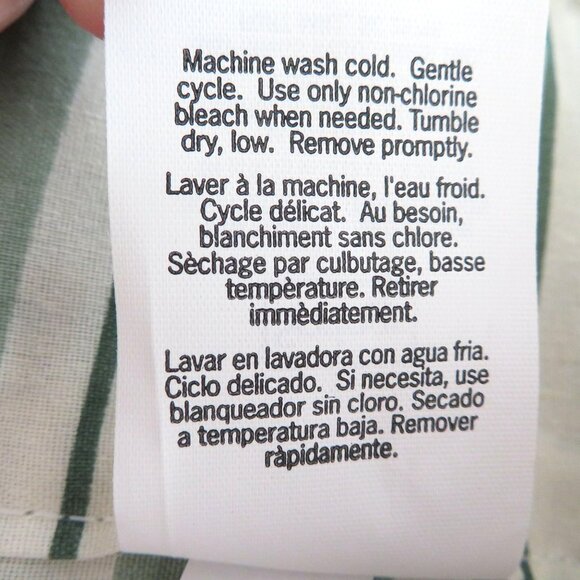 Machine wash cold. Gentle
cycle. Use only non-chlorine
bleach when needed. Tumble
dry, low. Remove promptly.
Laver à la machine, l'eau froid.
Cycle délicat. Au besoin,
blanchiment sans chlore.
Sèchage par culbutage, basse
tempèrature. Retirer
immèdiatement.
Lavar en lavadora con agua fria.
Ciclo delicado. Si necesita, use
blanqueador sin cloro. Secado
a temperatura baja. Remover
ràpidamente.